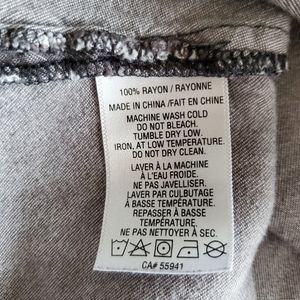 100% RAYON / RAYONNE
MADE IN CHINA / FAIT EN CHINE
MACHINE WASH COLD
DO NOT BLEACH.
TUMBLE DRY LOW.
IRON, AT LOW TEMPERATURE.
DO NOT DRY CLEAN.
LAVER À LA MACHINE
À L'EAU FROIDE.
NE PAS JAVELLISER.
LAVER PAR CULBUTAGE
À BASSE TEMPÉRATURE.
REPASSER À BASSE
TEMPÉRATURE.
NE PAS NETTOYER À SEC.
CA# 55941